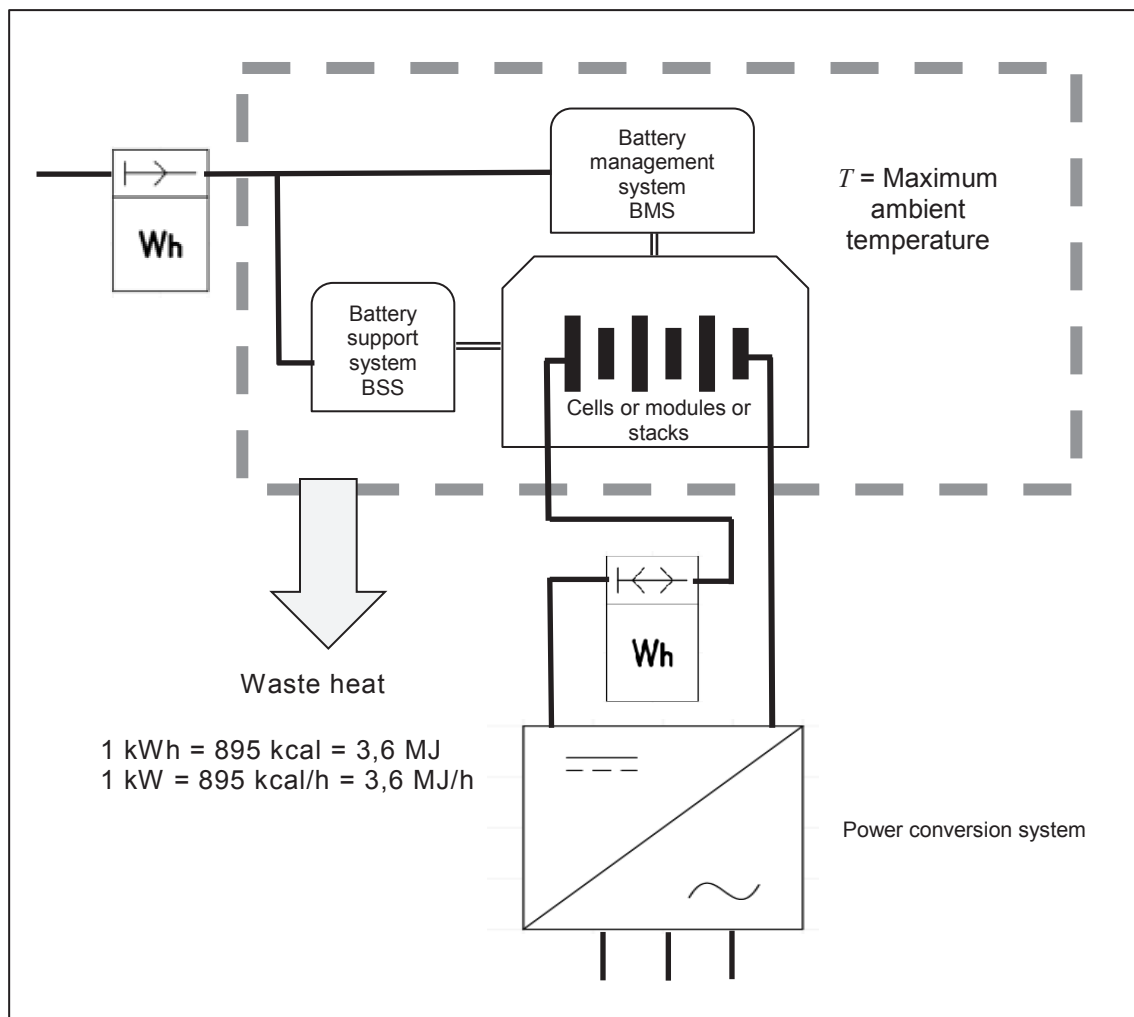 Battery
management
system
BMS
T = Maximum
ambient
temperature
Wh
Battery
support
system
BSS
Cells or modules or
stacks
Wh
Waste heat
1 kWh = 895 kcal = 3,6 MJ
1 kW = 895 kcal/h = 3,6 MJ/h
Power conversion system